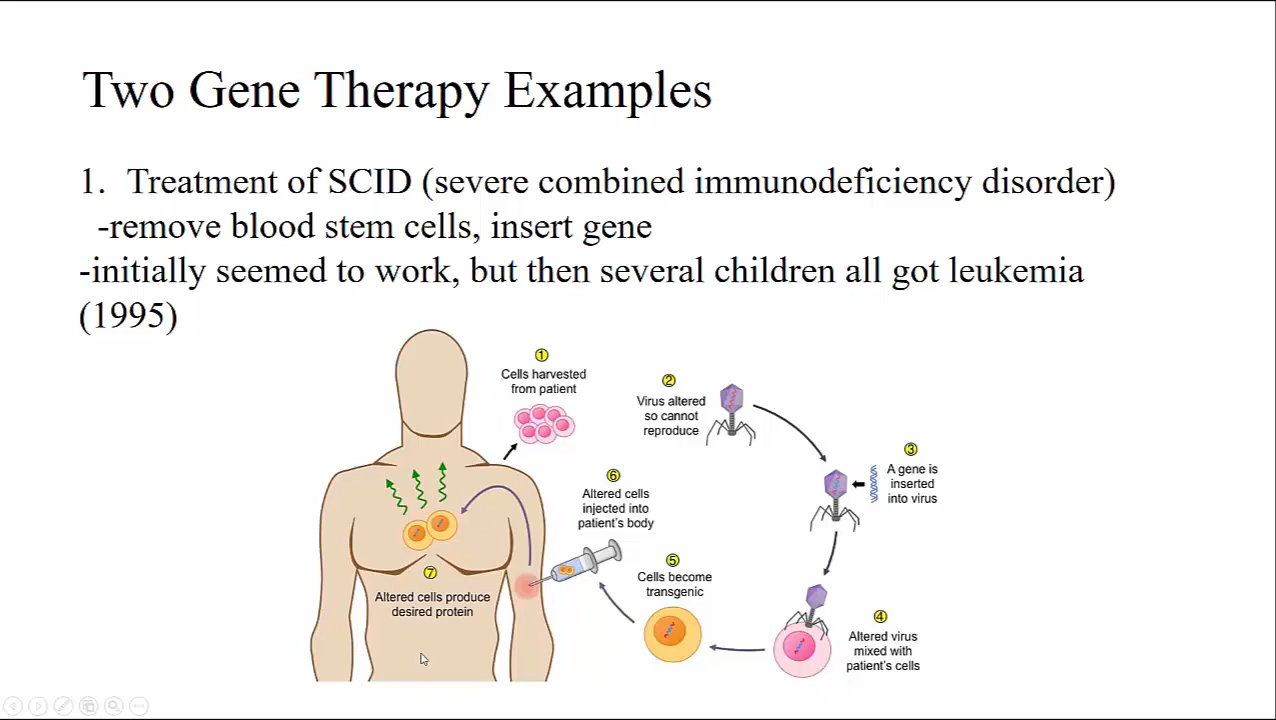 Two Gene Therapy Examples
1. Treatment of SCID (severe combined immunodeficiency disorder)
-remove blood stem cells, insert gene
-initially seemed to work, but then several children all got leukemia
(1995)
1
Cells harvested
from patient
2
Virus altered
so cannot
reproduce
3
A gene is
inserted
into virus
4
Altered virus
mixed with
patient's cells
5
Cells become
transgenic
6
Altered cells
injected into
patient's body
7
Altered cells produce
desired protein